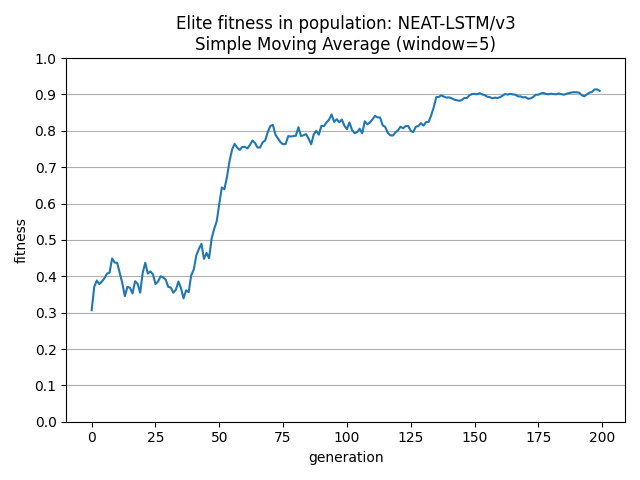 Elite fitness in population: NEAT-LSTM/v3
Simple Moving Average (window=5)
1.0
0.9
0.8
0.7
0.6
0.5
0.4
0.3
0.2
0.1
0.0
fitness
0 25 50 75 100 125 150 175 200
generation